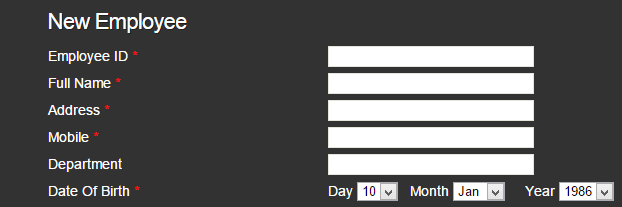 New Employee
Employee ID *
Full Name *
Address *
Mobile *
Department
Date Of Birth * Day 10 Month Jan Year 1986